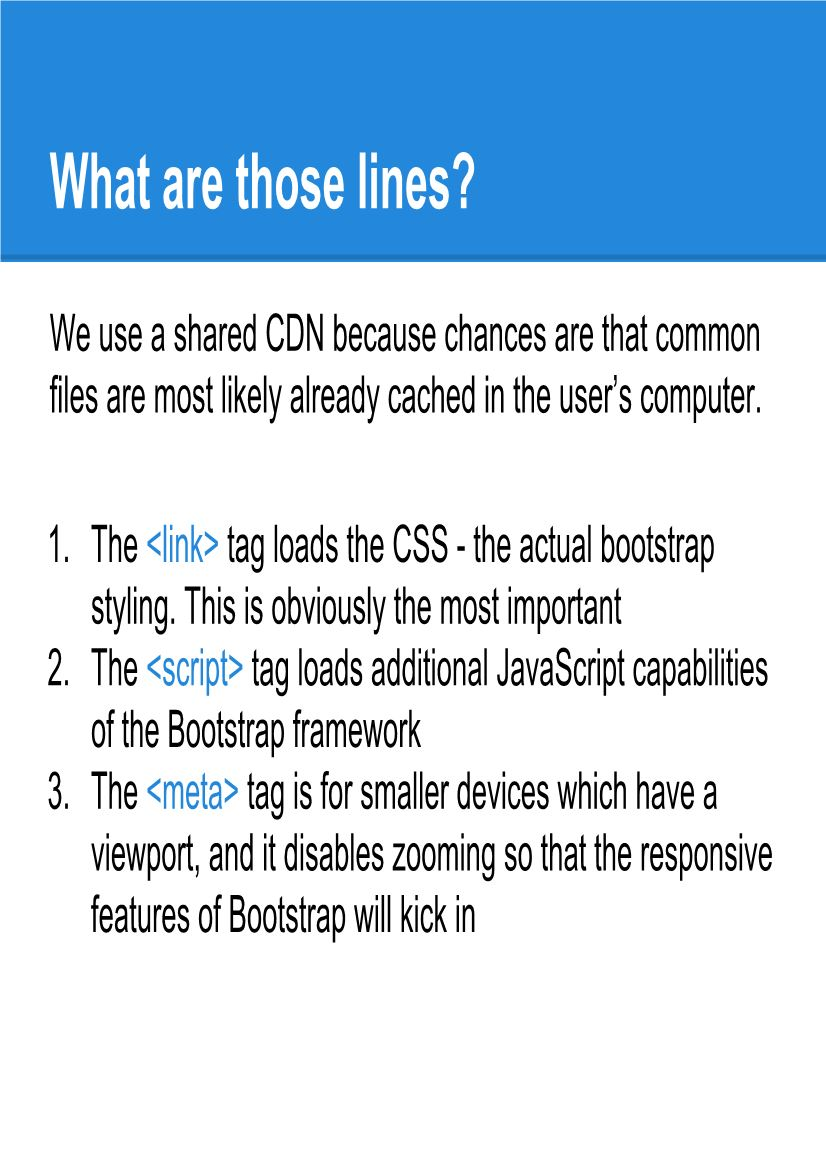 What are those lines?
We use a shared CDN because chances are that common
files are most likely already cached in the user’s computer.
1. The <link> tag loads the CSS - the actual bootstrap
styling. This is obviously the most important
2. The <script> tag loads additional JavaScript capabilities
of the Bootstrap framework
3. The <meta> tag is for smaller devices which have a
viewport, and it disables zooming so that the responsive
features of Bootstrap will kick in